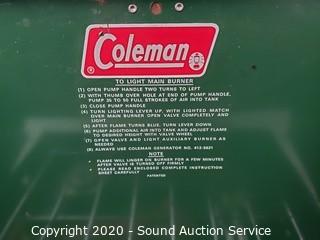 Coleman
TO LIGHT MAIN BURNER
(1) OPEN PUMP HANDLE TWO TURNS TO LEFT
(2) WITH THUMB OVER HOLE AT END OF PUMP HANDLE,
PUMP 35 TO 50 FULL STROKES OF AIR INTO TANK
(3) CLOSE PUMP HANDLE
(4) TURN LIGHTING LEVER UP, WITH LIGHTED MATCH
OVER MAIN BURNER OPEN VALVE COMPLETELY AND
LIGHT
(5) AFTER FLAME TURNS BLUE, TURN LEVER DOWN
(6) PUMP ADDITIONAL AIR INTO TANK AND ADJUST FLAME
TO DESIRED HEIGHT WITH VALVE WHEEL
(7) OPEN VALVE AND LIGHT AUXILIARY BURNER AS
NEEDED
(8) ALWAYS USE COLEMAN GENERATOR NO. 413-5621
NOTE
FLAME WILL LINGER ON BURNER FOR A FEW MINUTES
AFTER VALVE IS TURNED OFF FIRMLY
PLEASE READ ENCLOSED COMPLETE INSTRUCTION
SHEET CAREFULLY
PATENTED
Copyright 2020 - Sound Auction Service